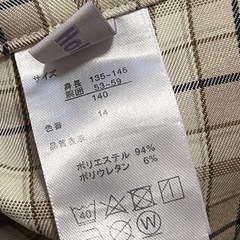 Ho
サイズ
身長 135-145
胴囲 53-59
140
色番 14
品質表示
ポリエステル 94%
ポリウレタン 6%
40
W